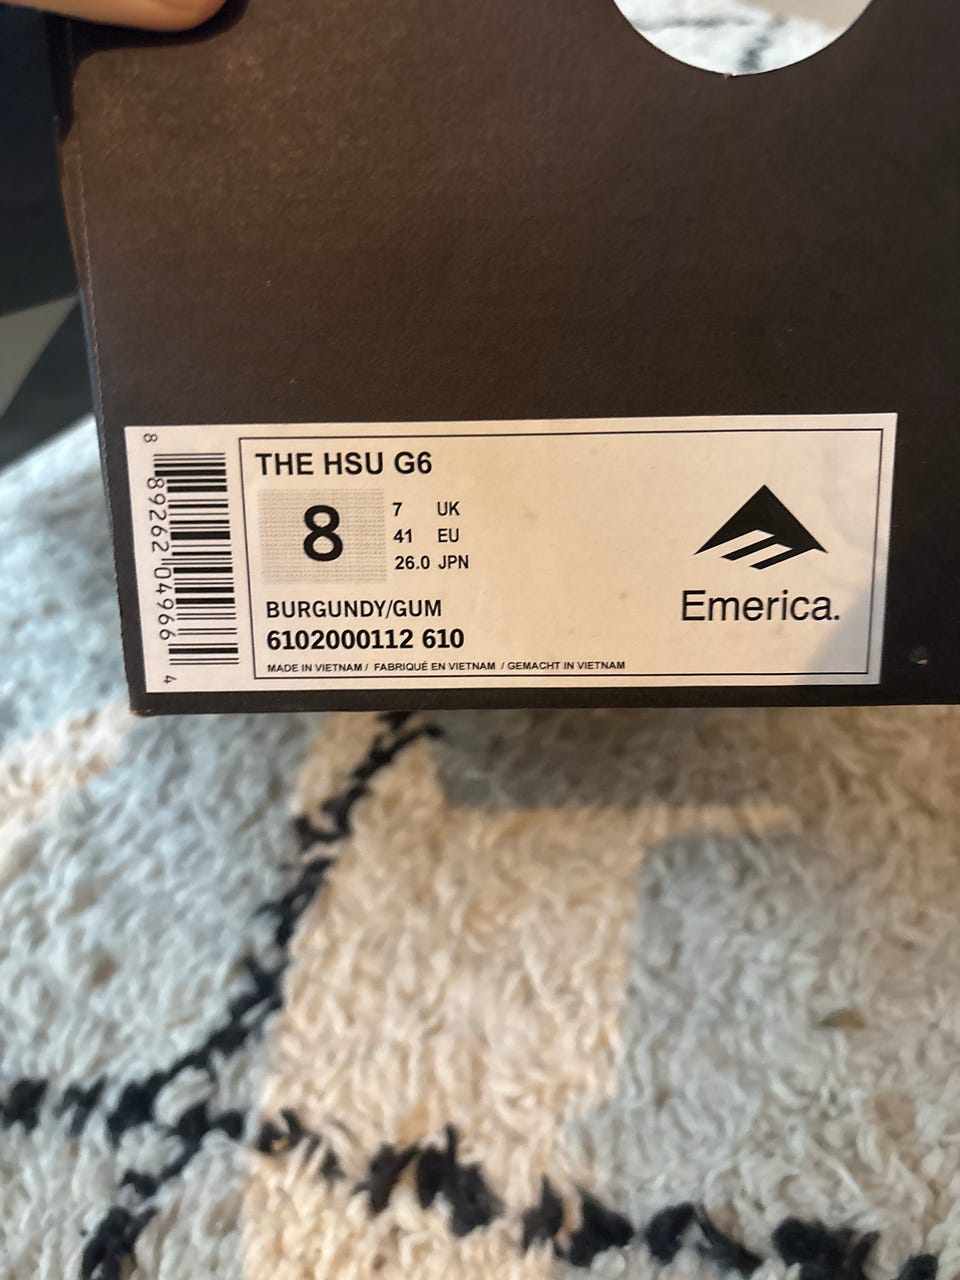 THE HSU G6
8
7 UK
41 EU
26.0 JPN
BURGUNDY/GUM
6102000112 610
MADE IN VIETNAM / FABRIQUÉ EN VIETNAM / GEMACHT IN VIETNAM
Emerica.
8 89262 04966 4